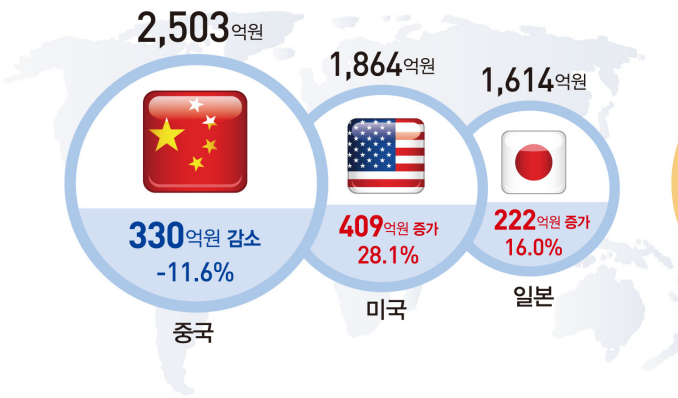 2,503억원
330억원 감소
-11.6%
중국
1,864억원
409억원 증가
28.1%
미국
1,614억원
222억원 증가
16.0%
일본